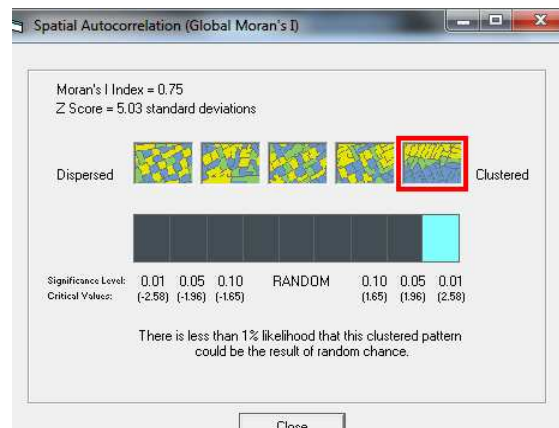 Spatial Autocorrelation (Global Moran's I)
Moran's I Index = 0.75
Z Score = 5.03 standard deviations
Dispersed Clustered
Significance Level: 0.01 0.05 0.10 RANDOM 0.10 0.05 0.01
Critical Values: (-2.58) (-1.96) (-1.65) (1.65) (1.96) (2.58)
There is less than 1% likelihood that this clustered pattern
could be the result of random chance.
Close